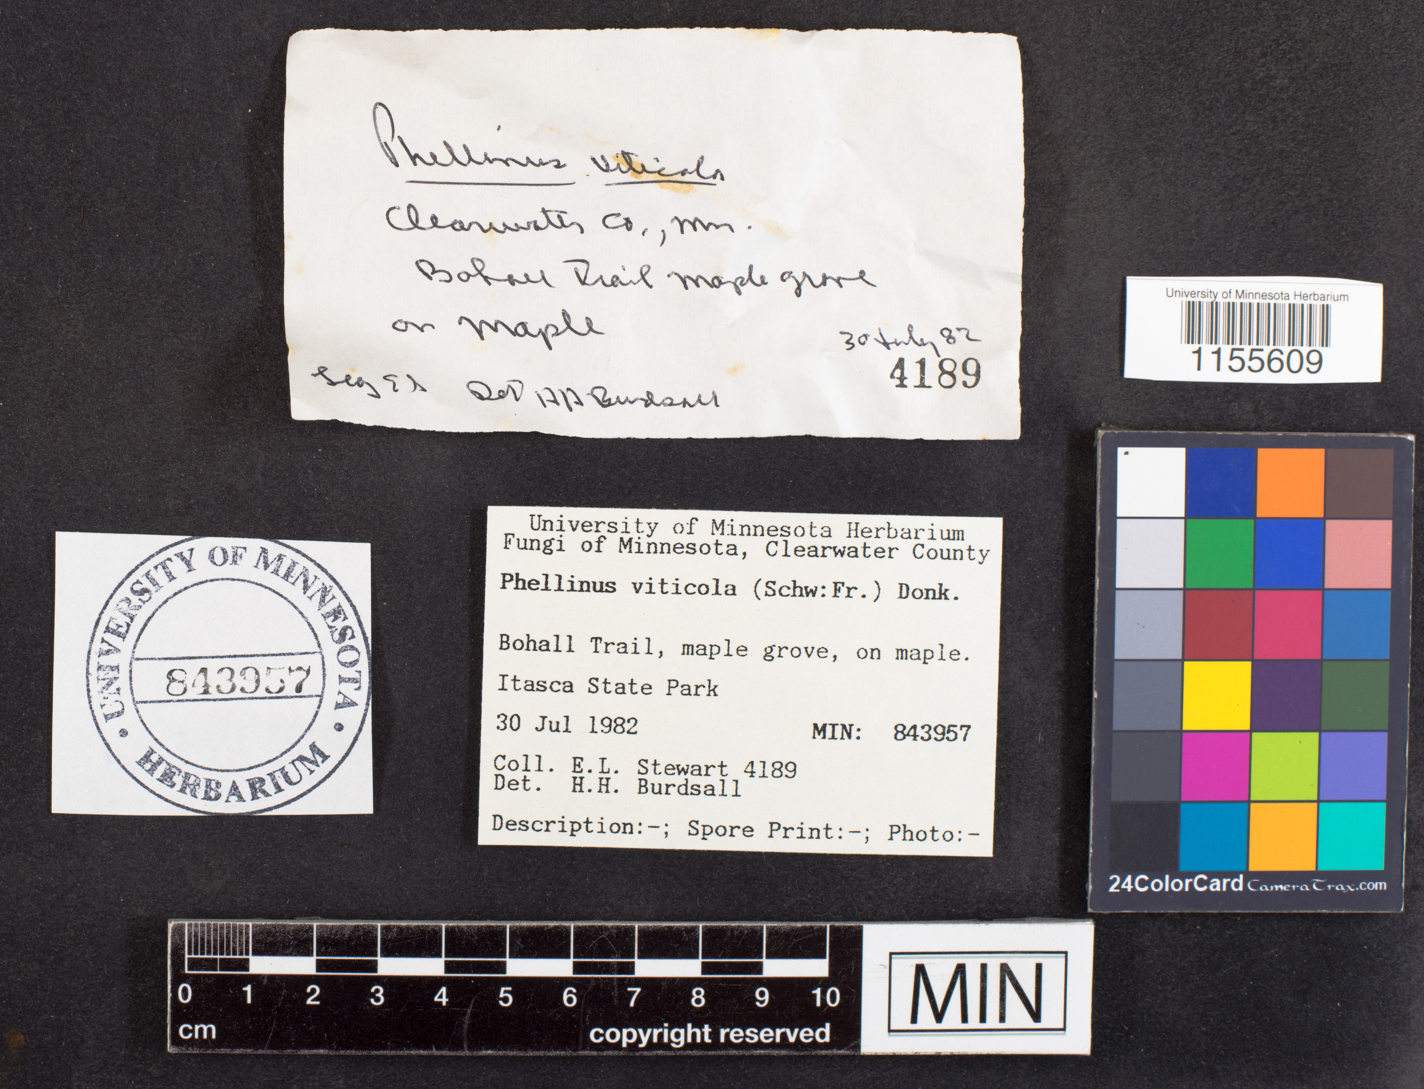 Phellinus viticola
Clearwater Co., Mn.
Bohall Trail maple grove
on maple
30 July 82
4189
Leg ES Det HH Burdsall
University of Minnesota Herbarium
1155609
UNIVERSITY OF MINNESOTA
843957
HERBARIUM
University of Minnesota Herbarium
Fungi of Minnesota, Clearwater County
Phellinus viticola (Schw:Fr.) Donk.
Bohall Trail, maple grove, on maple.
Itasca State Park
30 Jul 1982 MIN: 843957
Coll. E.L. Stewart 4189
Det. H.H. Burdsall
Description:-; Spore Print:-; Photo:-
24ColorCard CameraTrax.com
0 1 2 3 4 5 6 7 8 9 10
cm copyright reserved
MIN